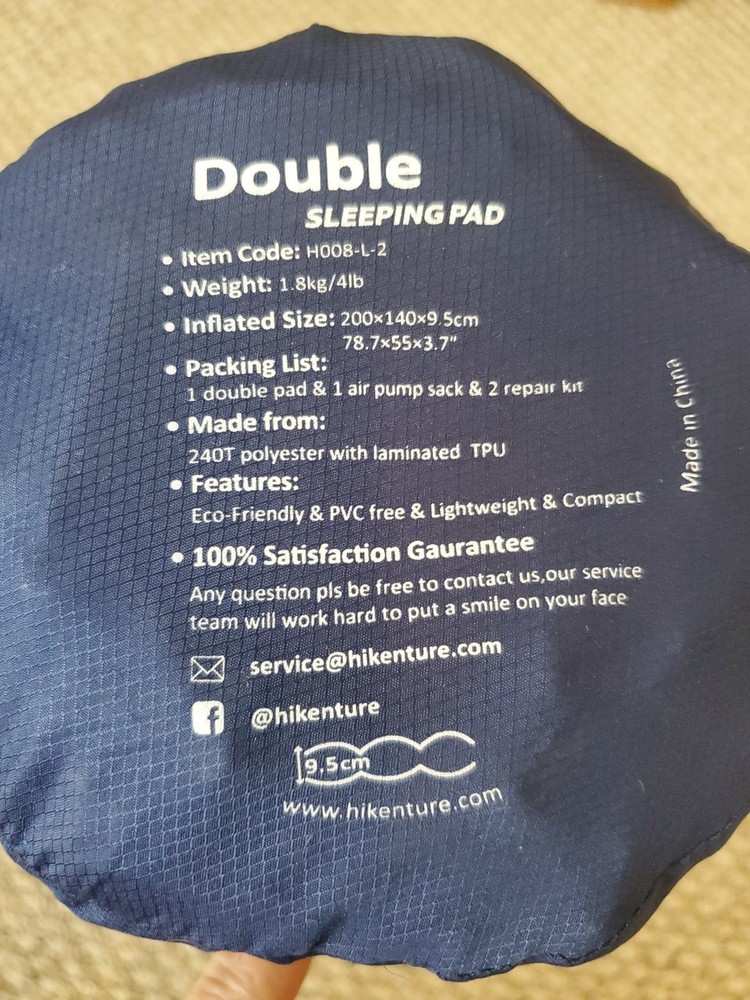 Double
SLEEPING PAD
• Item Code: H008-L-2
• Weight: 1.8kg/4lb
• Inflated Size: 200×140×9.5cm
78.7×55×3.7"
• Packing List:
1 double pad & 1 air pump sack & 2 repair kit
• Made from:
240T polyester with laminated TPU
• Features:
Eco-Friendly & PVC free & Lightweight & Compact
• 100% Satisfaction Gaurantee
Any question pls be free to contact us,our service
team will work hard to put a smile on your face
service@hikenture.com
@hikenture
9.5cm
www.hikenture.com
Made in China